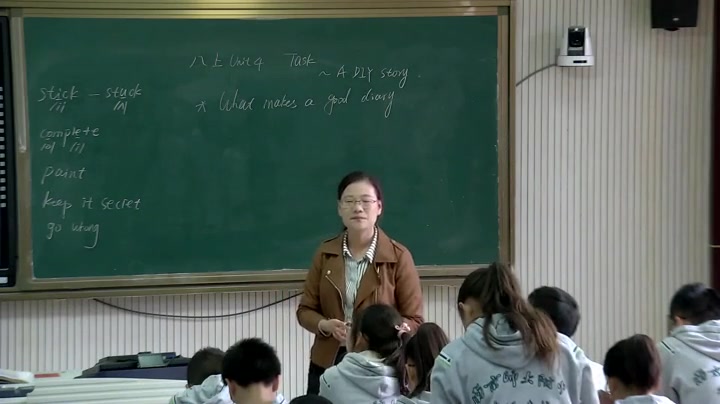 八上 Unit 4 Task
~ A DIY story.
* What makes a good diary
stick - stuck
/i/ /ʌ/
complete
/ə/ /i/
paint
keep it secret
go wrong